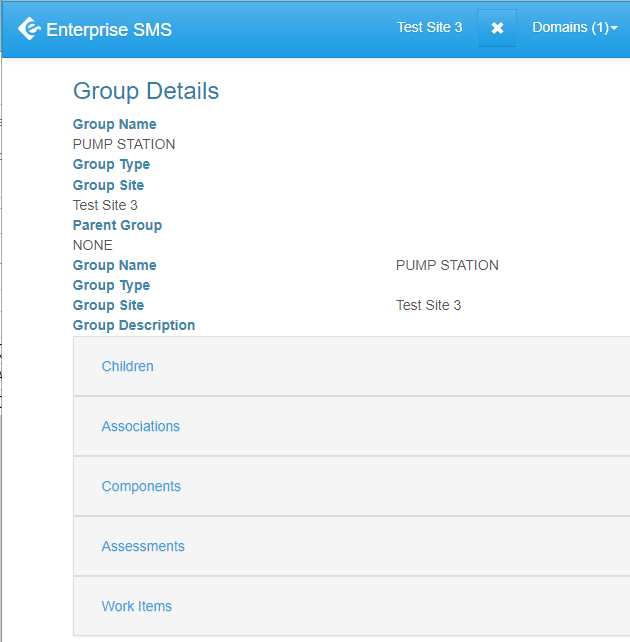 Enterprise SMS
Test Site 3 ✖ Domains (1)
Group Details
Group Name
PUMP STATION
Group Type
Group Site
Test Site 3
Parent Group
NONE
Group Name PUMP STATION
Group Type
Group Site Test Site 3
Group Description
Children
Associations
Components
Assessments
Work Items